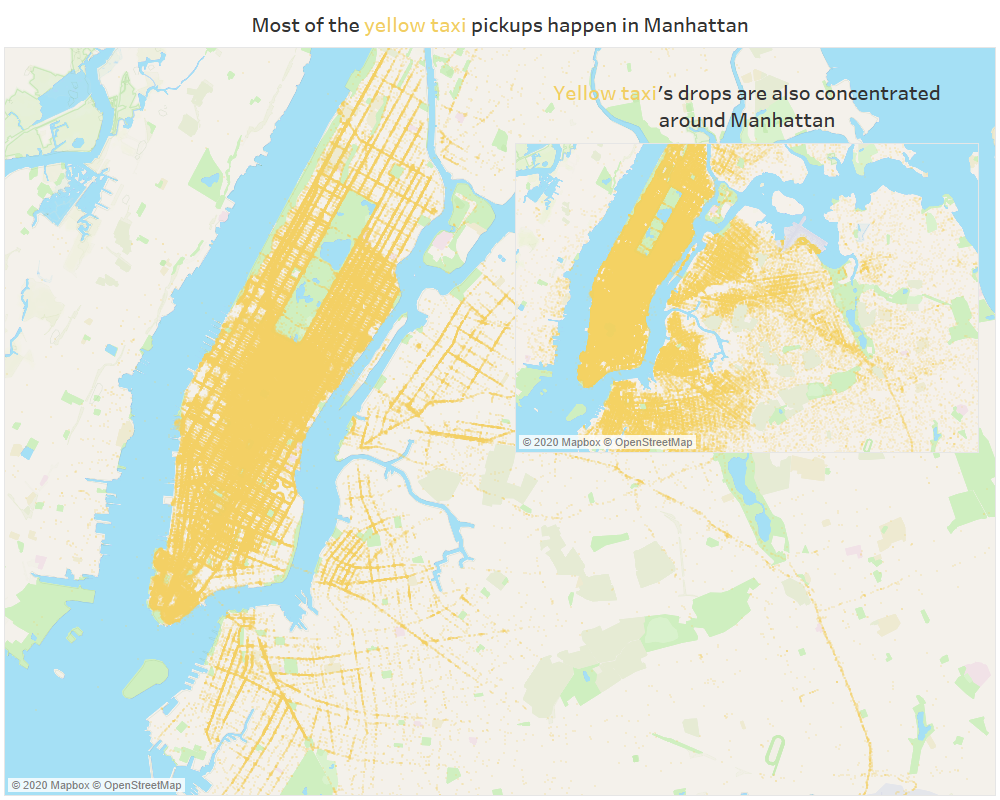 Most of the yellow taxi pickups happen in Manhattan
Yellow taxi's drops are also concentrated
around Manhattan
© 2020 Mapbox © OpenStreetMap
© 2020 Mapbox © OpenStreetMap